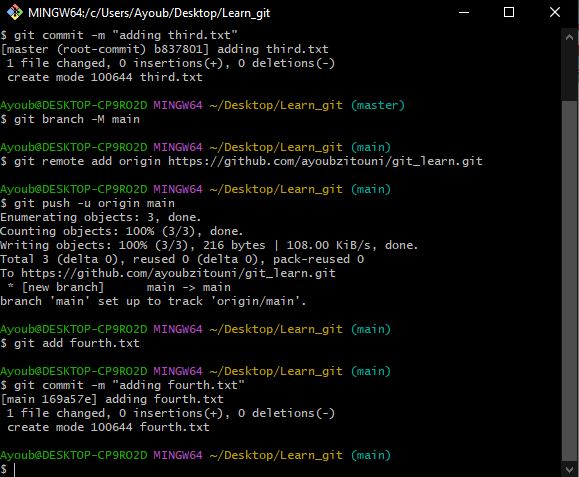 MINGW64:/c/Users/Ayoub/Desktop/Learn_git
$ git commit -m "adding third.txt"
[master (root-commit) b837801] adding third.txt
 1 file changed, 0 insertions(+), 0 deletions(-)
 create mode 100644 third.txt

Ayoub@DESKTOP-CP9RO2D MINGW64 ~/Desktop/Learn_git (master)
$ git branch -M main

Ayoub@DESKTOP-CP9RO2D MINGW64 ~/Desktop/Learn_git (main)
$ git remote add origin https://github.com/ayoubzitouni/git_learn.git

Ayoub@DESKTOP-CP9RO2D MINGW64 ~/Desktop/Learn_git (main)
$ git push -u origin main
Enumerating objects: 3, done.
Counting objects: 100% (3/3), done.
Writing objects: 100% (3/3), 216 bytes | 108.00 KiB/s, done.
Total 3 (delta 0), reused 0 (delta 0), pack-reused 0
To https://github.com/ayoubzitouni/git_learn.git
 * [new branch]      main -> main
branch 'main' set up to track 'origin/main'.

Ayoub@DESKTOP-CP9RO2D MINGW64 ~/Desktop/Learn_git (main)
$ git add fourth.txt

Ayoub@DESKTOP-CP9RO2D MINGW64 ~/Desktop/Learn_git (main)
$ git commit -m "adding fourth.txt"
[main 169a57e] adding fourth.txt
 1 file changed, 0 insertions(+), 0 deletions(-)
 create mode 100644 fourth.txt

Ayoub@DESKTOP-CP9RO2D MINGW64 ~/Desktop/Learn_git (main)
$